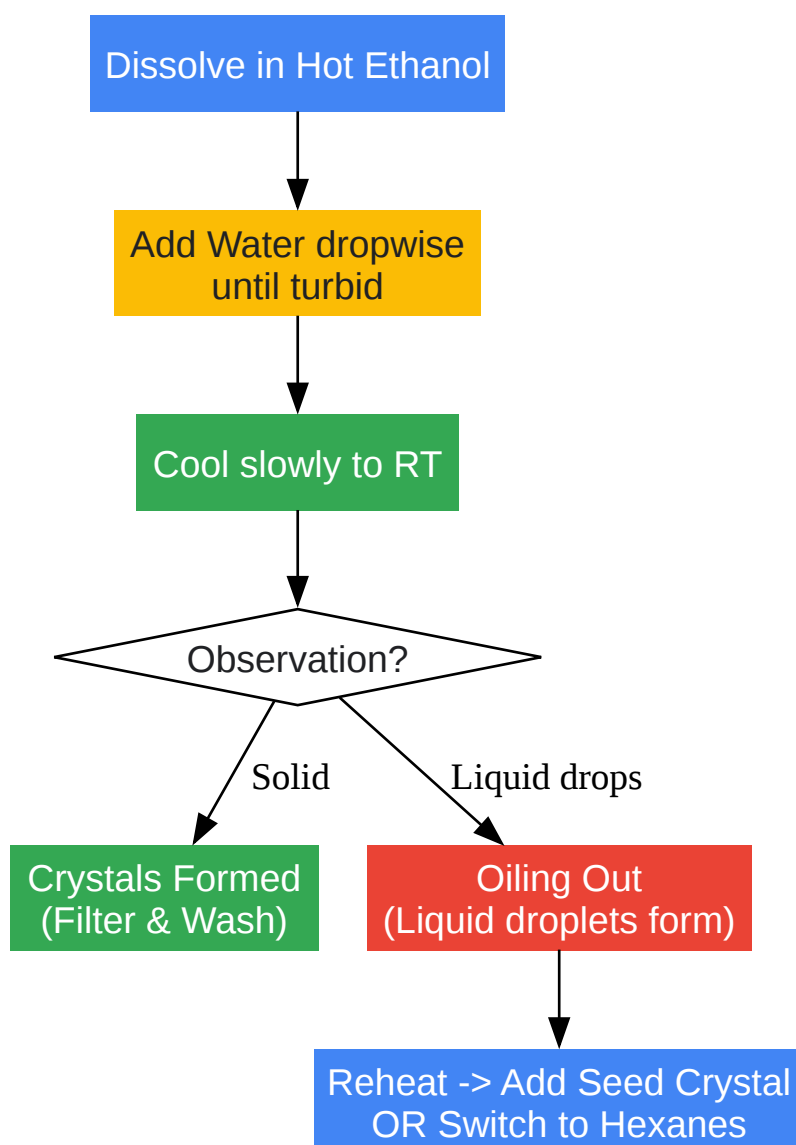 Dissolve in Hot Ethanol
Add Water dropwise
until turbid
Cool slowly to RT
Observation?
Solid
Liquid drops
Crystals Formed
(Filter & Wash)
Oiling Out
(Liquid droplets form)
Reheat -> Add Seed Crystal
OR Switch to Hexanes